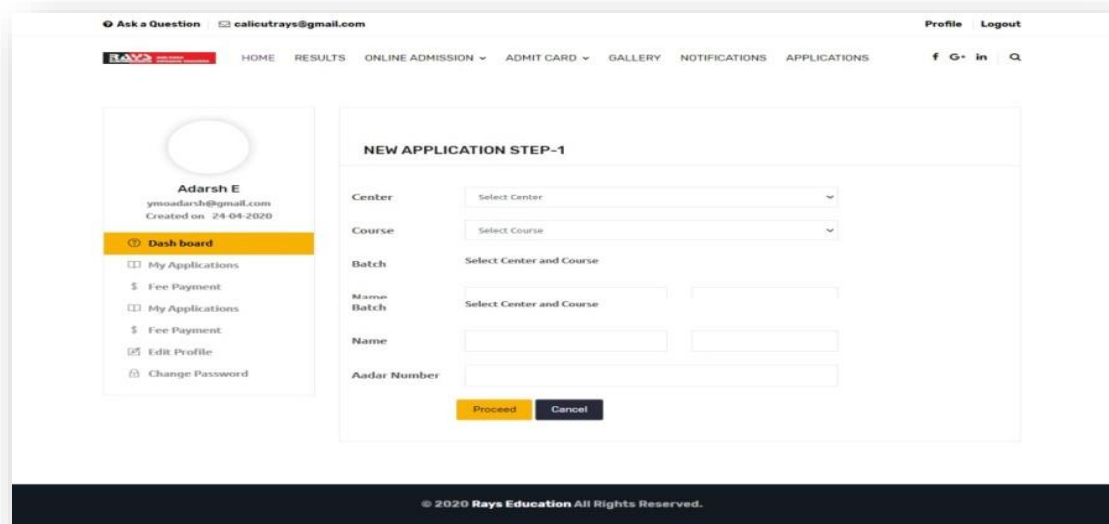 Ask a Question calicutrays@gmail.com Profile Logout
RAYS HOME RESULTS ONLINE ADMISSION ADMIT CARD GALLERY NOTIFICATIONS APPLICATIONS f G+ in
NEW APPLICATION STEP-1
Adarsh E
ymoadarsh@gmail.com
Created on 24-04-2020
Dash board
My Applications
$ Fee Payment
My Applications
$ Fee Payment
Edit Profile
Change Password
Center Select Center
Course Select Course
Batch Select Center and Course
Name
Batch Select Center and Course
Name
Aadar Number
Proceed Cancel
© 2020 Rays Education All Rights Reserved.